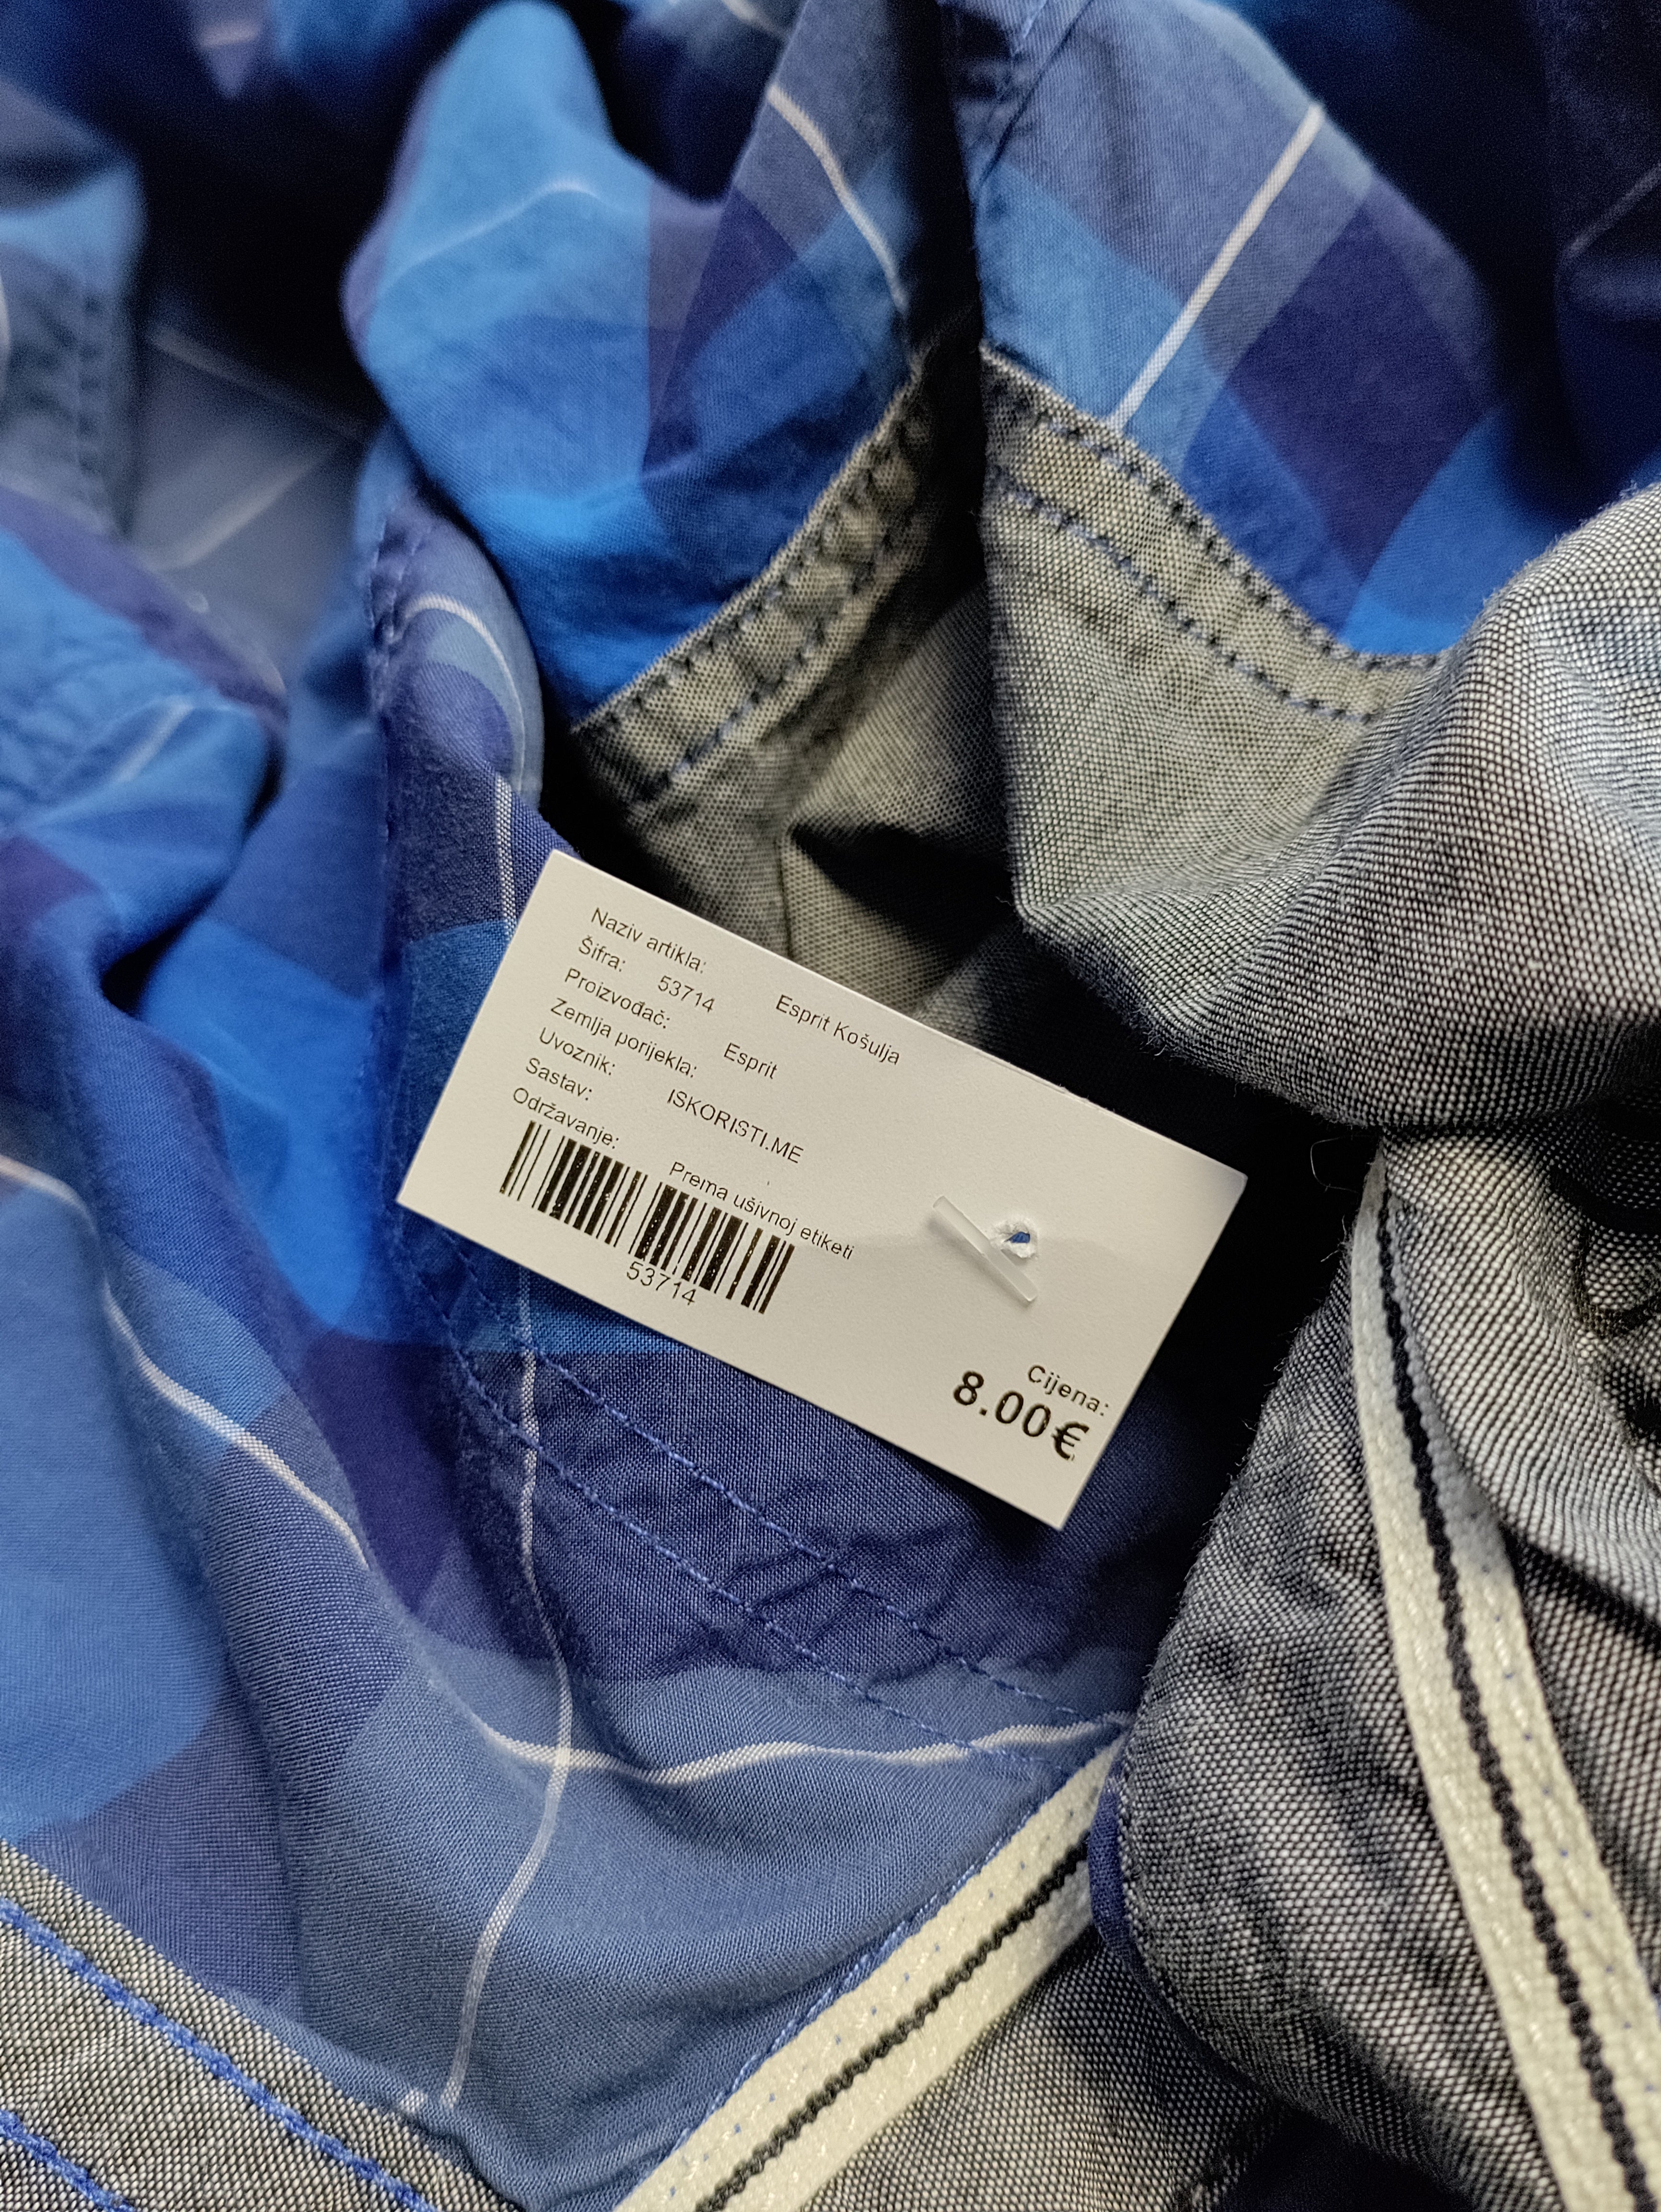 Naziv artikla: Esprit Košulja
Šifra: 53714
Proizvođač: Esprit
Zemlja porijekla:
Uvoznik: ISKORISTI.ME
Sastav:
Održavanje: Prema ušivnoj etiketi
53714
Cijena:
8.00€